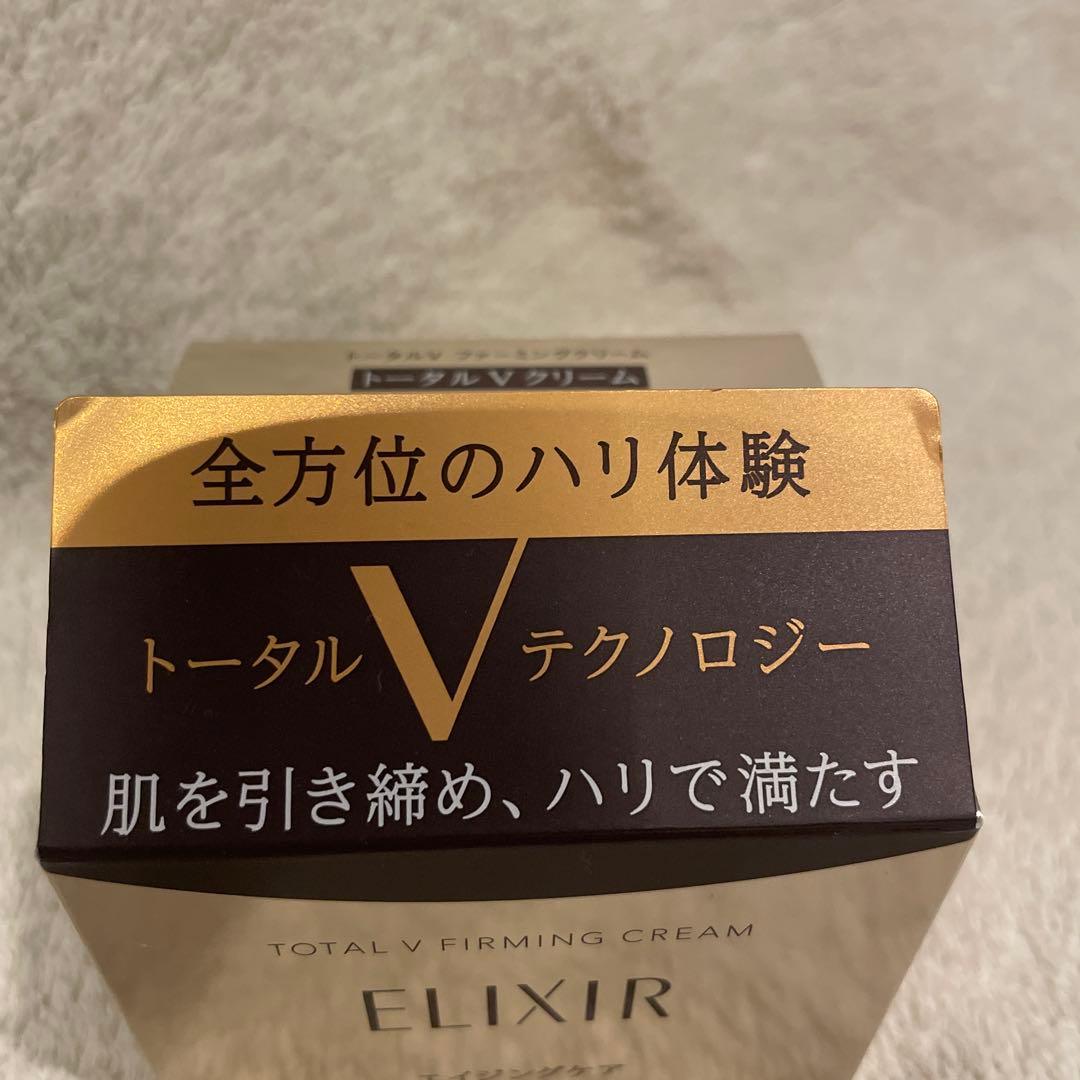 トータルV ファーミングクリーム
トータル V クリーム
全方位のハリ体験
トータル V テクノロジー
肌を引き締め、ハリで満たす
TOTAL V FIRMING CREAM
ELIXIR
エイジングケア